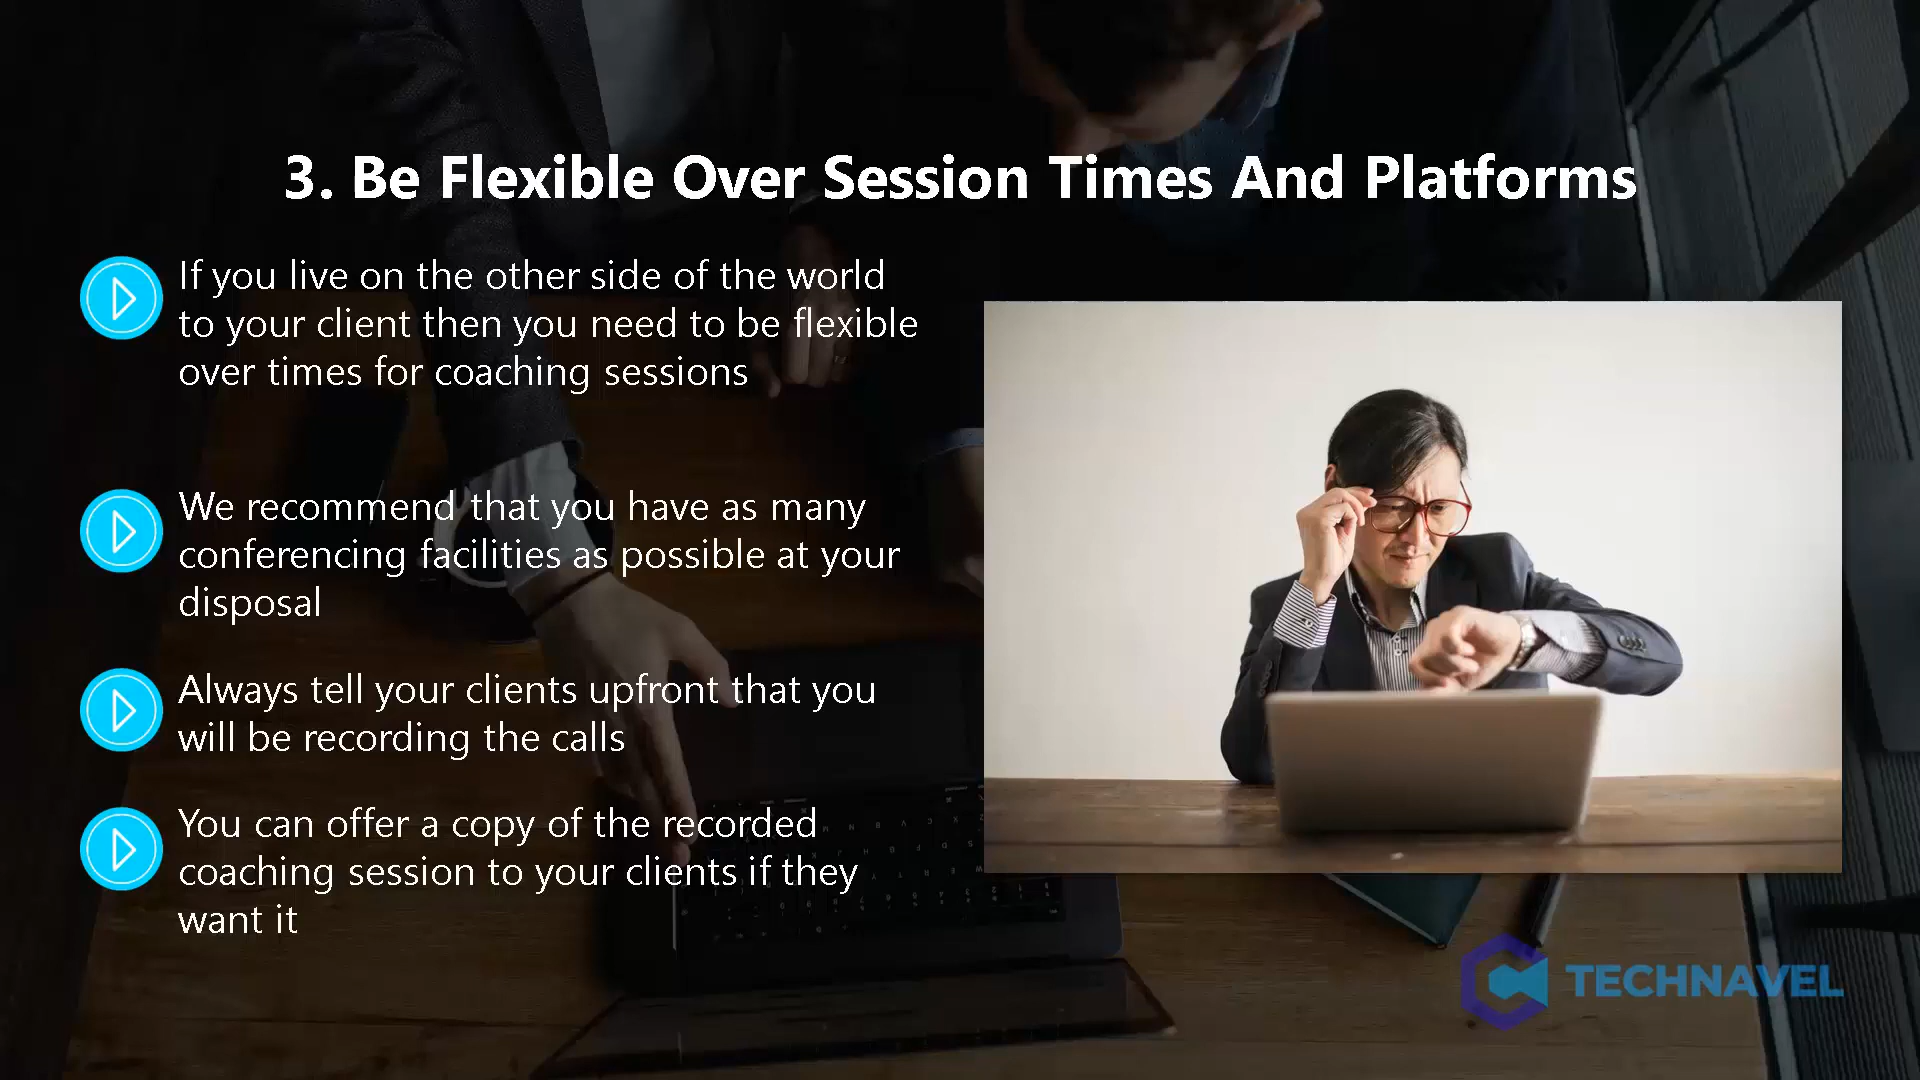 3. Be Flexible Over Session Times And Platforms
If you live on the other side of the world
to your client then you need to be flexible
over times for coaching sessions
We recommend that you have as many
conferencing facilities as possible at your
disposal
Always tell your clients upfront that you
will be recording the calls
You can offer a copy of the recorded
coaching session to your clients if they
want it
TECHNAVEL